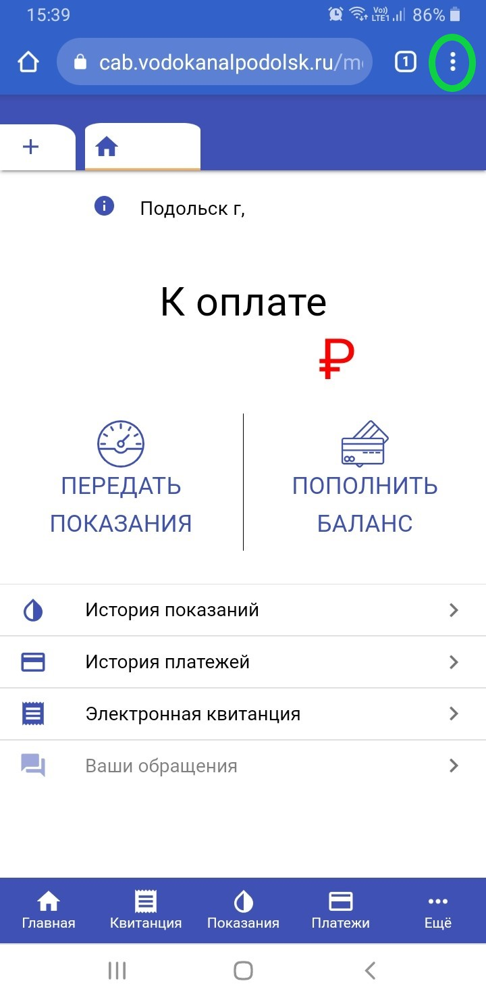 15:39
Vo)) LTE1 86%
cab.vodokanalpodolsk.ru/m
1
+
Подольск г,
К оплате
₽
ПЕРЕДАТЬ ПОКАЗАНИЯ
ПОПОЛНИТЬ БАЛАНС
История показаний
История платежей
Электронная квитанция
Ваши обращения
Главная
Квитанция
Показания
Платежи
Ещё